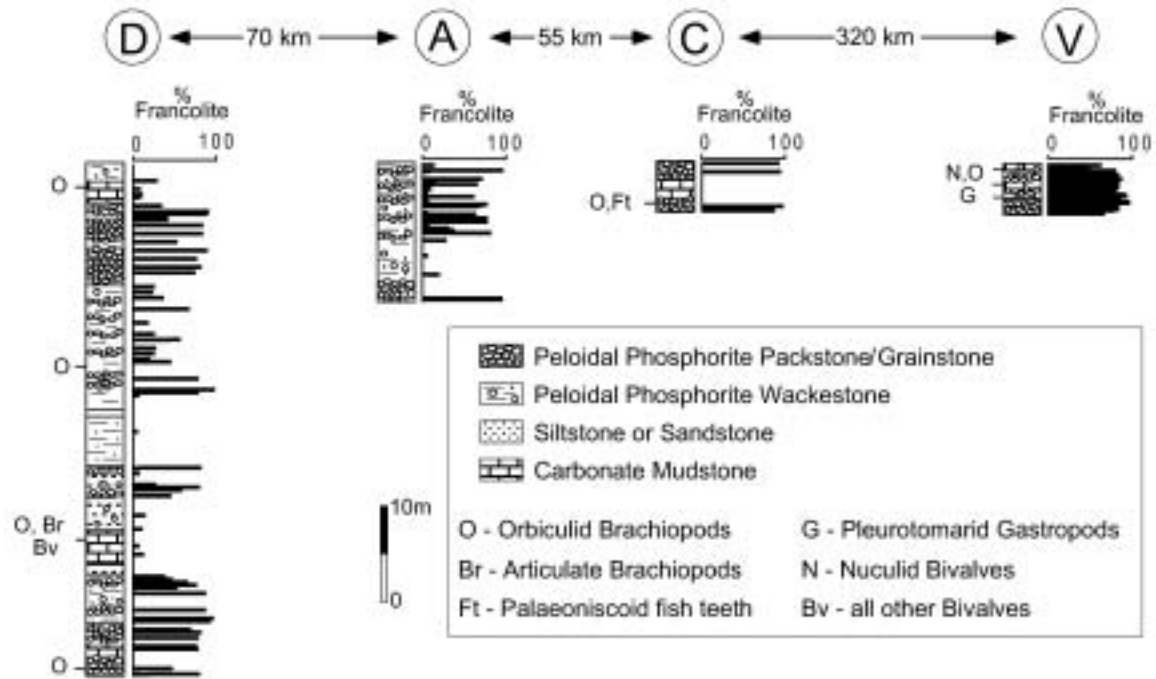 D 70 km A 55 km C 320 km V
% % % %
Francolite Francolite Francolite Francolite
0 100 0 100 0 100 0 100
O
N,O
G
O,Ft
O
O, Br
Bv
O
10m
0
Peloidal Phosphorite Packstone/Grainstone
Peloidal Phosphorite Wackestone
Siltstone or Sandstone
Carbonate Mudstone
O - Orbiculid Brachiopods
G - Pleurotomarid Gastropods
Br - Articulate Brachiopods
N - Nuculid Bivalves
Ft - Palaeoniscoid fish teeth
Bv - all other Bivalves